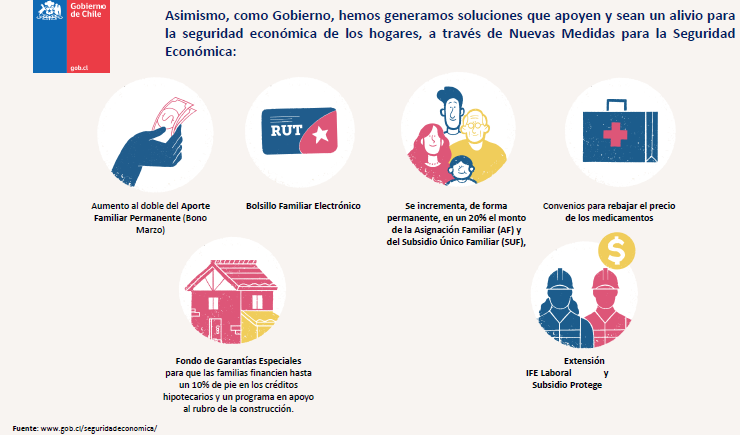 Gobierno
de Chile
gob.cl
Asimismo, como Gobierno, hemos generamos soluciones que apoyen y sean un alivio para
la seguridad económica de los hogares, a través de Nuevas Medidas para la Seguridad
Económica:
RUT
Aumento al doble del Aporte
Familiar Permanente (Bono
Marzo)
Bolsillo Familiar Electrónico
Se incrementa, de forma
permanente, en un 20% el monto
de la Asignación Familiar (AF) y
del Subsidio Único Familiar (SUF),
Convenios para rebajar el precio
de los medicamentos
$
Fondo de Garantías Especiales
para que las familias financien hasta
un 10% de pie en los créditos
hipotecarios y un programa en apoyo
al rubro de la construcción.
Extensión
IFE Laboral y
Subsidio Protege
Fuente: www.gob.cl/seguridadeconomica/